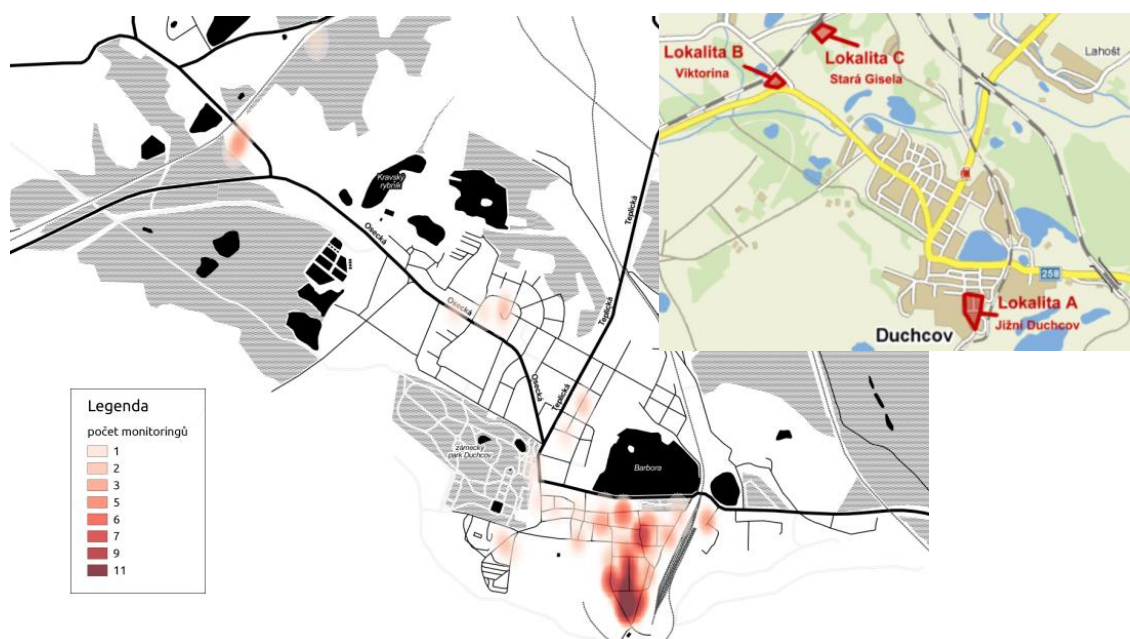 Kravský
rybník
Osecká
Osecká
Osecká
Teplická
Teplická
Teplická
zámecký
park Duchcov
Barbora
Legenda
počet monitoringů
1
2
3
5
6
7
9
11
Lokalita B
Viktorina
Lokalita C
Stará Gisela
Lahošť
258
Lokalita A
Jižní Duchcov
Duchcov